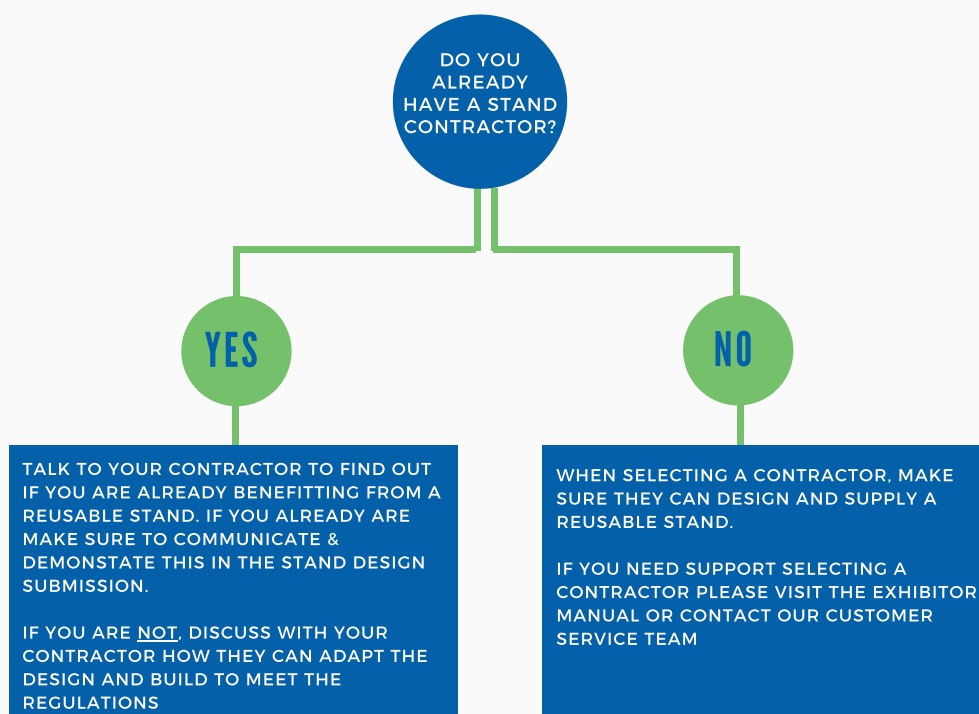 DO YOU
ALREADY
HAVE A STAND
CONTRACTOR?
YES
NO
TALK TO YOUR CONTRACTOR TO FIND OUT
IF YOU ARE ALREADY BENEFITTING FROM A
REUSABLE STAND. IF YOU ALREADY ARE
MAKE SURE TO COMMUNICATE &
DEMONSTATE THIS IN THE STAND DESIGN
SUBMISSION.
IF YOU ARE NOT, DISCUSS WITH YOUR
CONTRACTOR HOW THEY CAN ADAPT THE
DESIGN AND BUILD TO MEET THE
REGULATIONS
WHEN SELECTING A CONTRACTOR, MAKE
SURE THEY CAN DESIGN AND SUPPLY A
REUSABLE STAND.
IF YOU NEED SUPPORT SELECTING A
CONTRACTOR PLEASE VISIT THE EXHIBITOR
MANUAL OR CONTACT OUR CUSTOMER
SERVICE TEAM